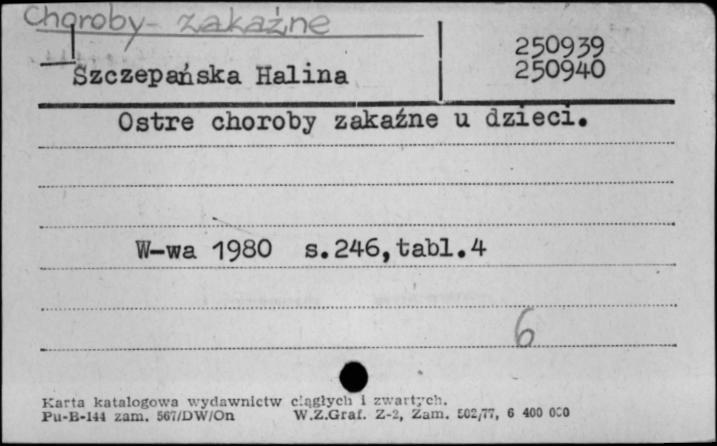 Choroby - zakaźne
250939
Szczepańska Halina 250940
Ostre choroby zakaźne u dzieci.
W-wa 1980 s.246,tabl.4
6
Karta katalogowa wydawnictw ciągłych i zwartych.
Pu-B-144 zam. 567/DW/On W.Z.Graf. Z-2, Zam. 502/77, 6 400 000